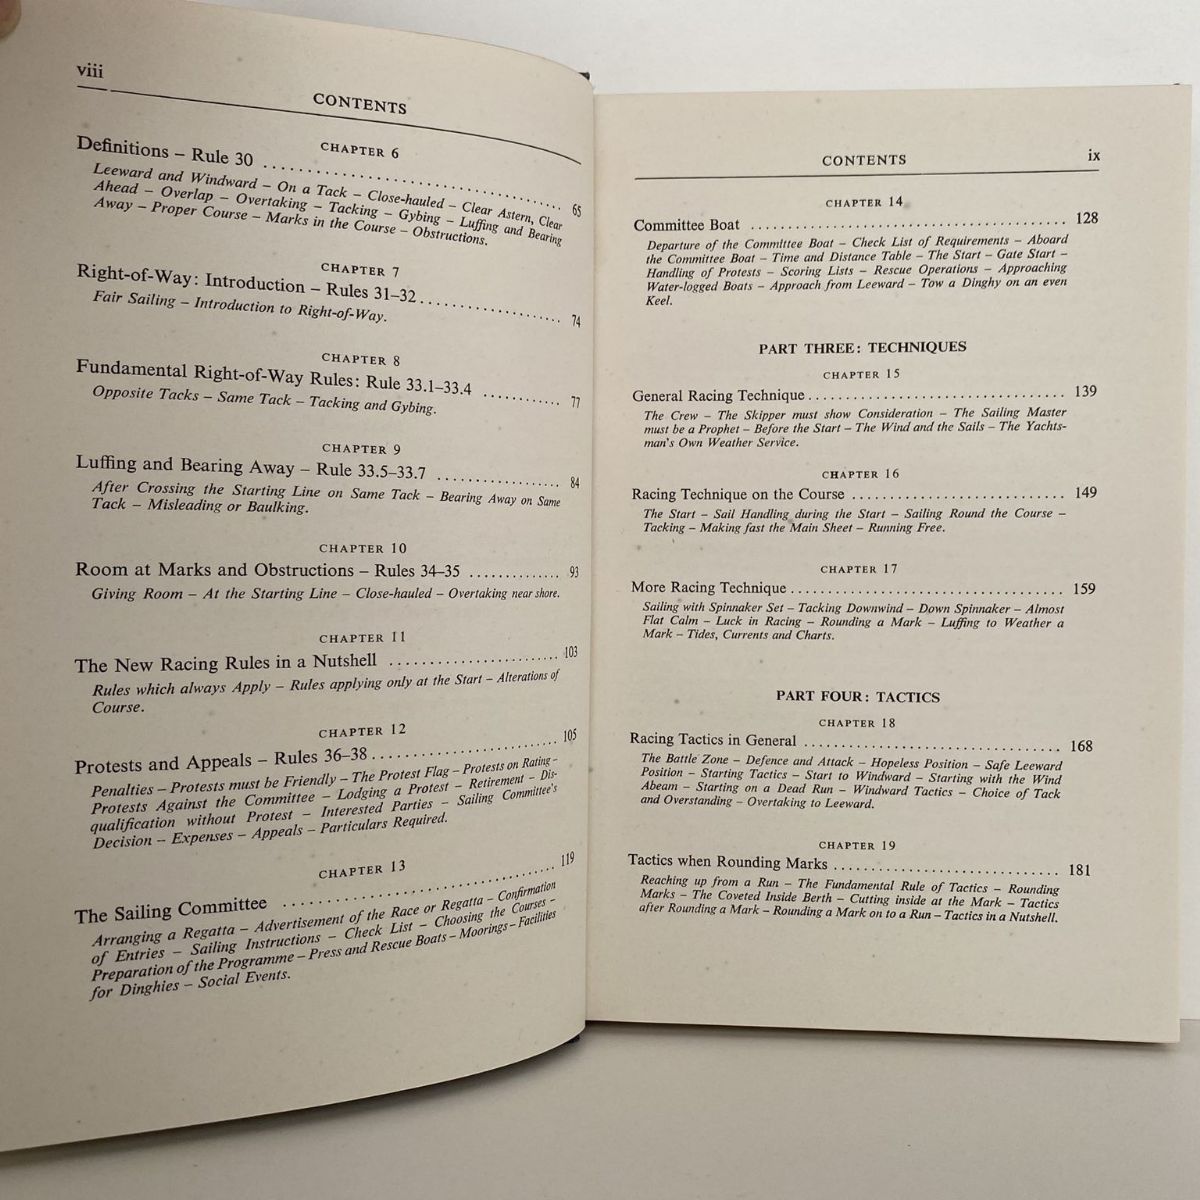 viii
CONTENTS
CHAPTER 6
Definitions – Rule 30 .......................................... 65
Leeward and Windward – On a Tack – Close-hauled – Clear Astern, Clear
Ahead – Overlap – Overtaking – Tacking – Gybing – Luffing and Bearing
Away – Proper Course – Marks in the Course – Obstructions.
CHAPTER 7
Right-of-Way: Introduction – Rules 31–32 .................... 74
Fair Sailing – Introduction to Right-of-Way.
CHAPTER 8
Fundamental Right-of-Way Rules: Rule 33.1–33.4 ............ 77
Opposite Tacks – Same Tack – Tacking and Gybing.
CHAPTER 9
Luffing and Bearing Away – Rule 33.5–33.7 .................. 84
After Crossing the Starting Line on Same Tack – Bearing Away on Same
Tack – Misleading or Baulking.
CHAPTER 10
Room at Marks and Obstructions – Rules 34–35 .............. 93
Giving Room – At the Starting Line – Close-hauled – Overtaking near shore.
CHAPTER 11
The New Racing Rules in a Nutshell ........................ 103
Rules which always Apply – Rules applying only at the Start – Alterations of
Course.
CHAPTER 12
Protests and Appeals – Rules 36–38 .......................... 105
Penalties – Protests must be Friendly – The Protest Flag – Protests on Rating –
Protests Against the Committee – Lodging a Protest – Retirement – Dis-
qualification without Protest – Interested Parties – Sailing Committee's
Decision – Expenses – Appeals – Particulars Required.
CHAPTER 13
The Sailing Committee ........................................ 119
Arranging a Regatta – Advertisement of the Race or Regatta – Confirmation
of Entries – Sailing Instructions – Check List – Choosing the Courses –
Preparation of the Programme – Press and Rescue Boats – Moorings – Facilities
for Dinghies – Social Events.
CONTENTS ix
CHAPTER 14
Committee Boat .............................................. 128
Departure of the Committee Boat – Check List of Requirements – Aboard
the Committee Boat – Time and Distance Table – The Start – Gate Start –
Handling of Protests – Scoring Lists – Rescue Operations – Approaching
Water-logged Boats – Approach from Leeward – Tow a Dinghy on an even
Keel.
PART THREE: TECHNIQUES
CHAPTER 15
General Racing Technique .................................... 139
The Crew – The Skipper must show Consideration – The Sailing Master
must be a Prophet – Before the Start – The Wind and the Sails – The Yachts-
man's Own Weather Service.
CHAPTER 16
Racing Technique on the Course .............................. 149
The Start – Sail Handling during the Start – Sailing Round the Course –
Tacking – Making fast the Main Sheet – Running Free.
CHAPTER 17
More Racing Technique ...................................... 159
Sailing with Spinnaker Set – Tacking Downwind – Down Spinnaker – Almost
Flat Calm – Luck in Racing – Rounding a Mark – Luffing to Weather a
Mark – Tides, Currents and Charts.
PART FOUR: TACTICS
CHAPTER 18
Racing Tactics in General .................................... 168
The Battle Zone – Defence and Attack – Hopeless Position – Safe Leeward
Position – Starting Tactics – Start to Windward – Starting with the Wind
Abeam – Starting on a Dead Run – Windward Tactics – Choice of Tack
and Overstanding – Overtaking to Leeward.
CHAPTER 19
Tactics when Rounding Marks ................................ 181
Reaching up from a Run – The Fundamental Rule of Tactics – Rounding
Marks – The Coveted Inside Berth – Cutting inside at the Mark – Tactics
after Rounding a Mark – Rounding a Mark on to a Run – Tactics in a Nutshell.